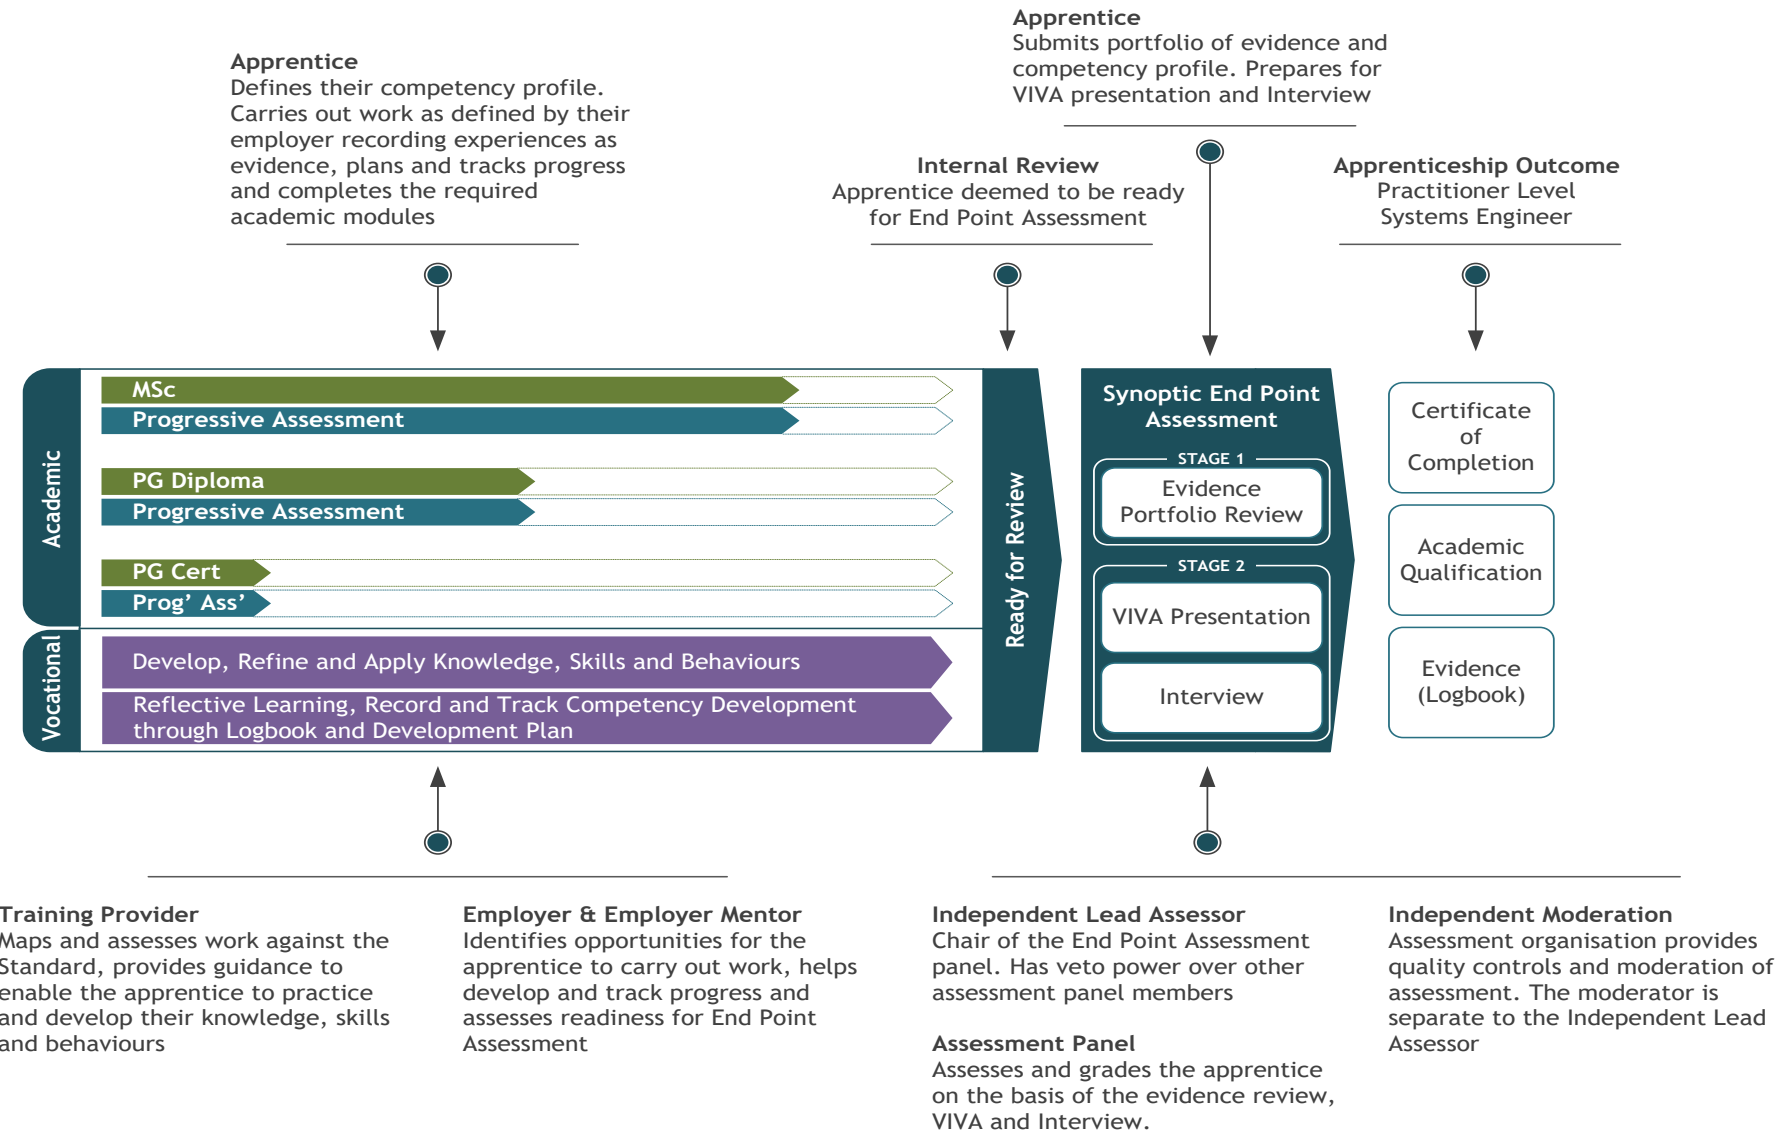 Apprentice
Submits portfolio of evidence and
competency profile. Prepares for
VIVA presentation and Interview
Apprentice
Defines their competency profile.
Carries out work as defined by their
employer recording experiences as
evidence, plans and tracks progress
and completes the required
academic modules
Internal Review
Apprentice deemed to be ready
for End Point Assessment
Apprenticeship Outcome
Practitioner Level
Systems Engineer
Academic
MSc
Progressive Assessment
PG Diploma
Progressive Assessment
PG Cert
Prog’ Ass’
Vocational
Develop, Refine and Apply Knowledge, Skills and Behaviours
Reflective Learning, Record and Track Competency Development
through Logbook and Development Plan
Ready for Review
Synoptic End Point
Assessment
STAGE 1
Evidence
Portfolio Review
STAGE 2
VIVA Presentation
Interview
Certificate
of
Completion
Academic
Qualification
Evidence
(Logbook)
Training Provider
Maps and assesses work against the
Standard, provides guidance to
enable the apprentice to practice
and develop their knowledge, skills
and behaviours
Employer & Employer Mentor
Identifies opportunities for the
apprentice to carry out work, helps
develop and track progress and
assesses readiness for End Point
Assessment
Independent Lead Assessor
Chair of the End Point Assessment
panel. Has veto power over other
assessment panel members
Assessment Panel
Assesses and grades the apprentice
on the basis of the evidence review,
VIVA and Interview.
Independent Moderation
Assessment organisation provides
quality controls and moderation of
assessment. The moderator is
separate to the Independent Lead
Assessor